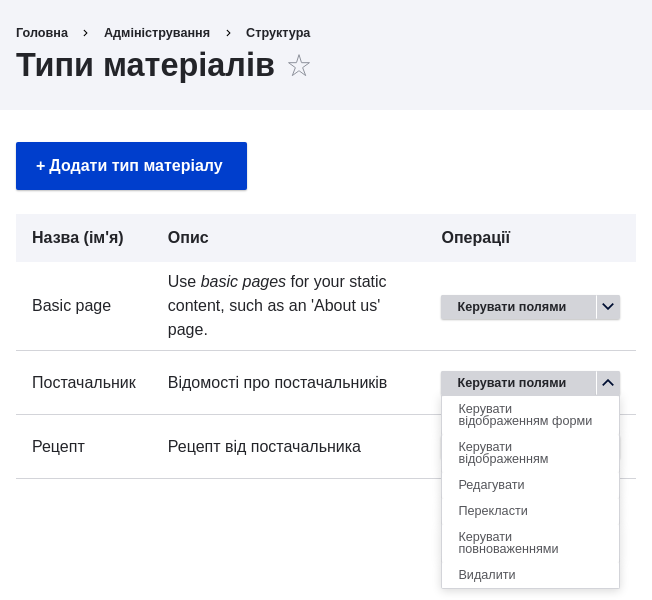 Головна > Адміністрування > Структура
Типи матеріалів
+ Додати тип матеріалу
Назва (ім'я) Опис Операції
Use basic pages for your static
Basic page content, such as an 'About us' Керувати полями
page.
Постачальник Відомості про постачальників Керувати полями
Керувати
відображенням форми
Рецепт Рецепт від постачальника
Керувати
відображенням
Редагувати
Перекласти
Керувати
повноваженнями
Видалити